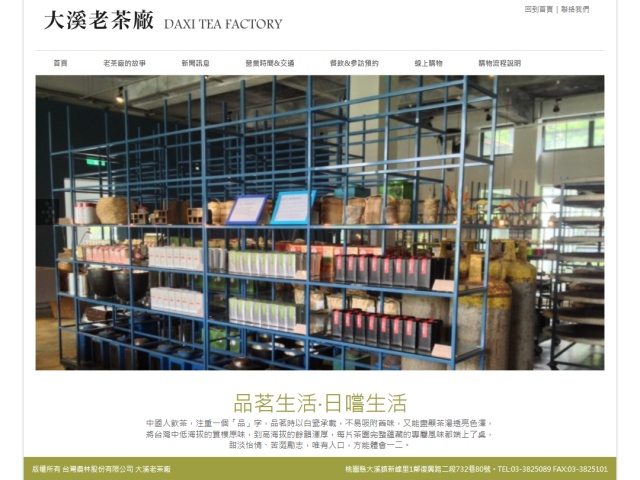 大溪老茶廠 DAXI TEA FACTORY
回到首頁 | 聯絡我們
首頁 老茶廠的故事 新聞訊息 營業時間&交通 餐飲&參訪預約 線上購物 購物流程說明
品茗生活‧日嚐生活
中國人飲茶，注重一個「品」字。品茗時以白瓷承載，不易吸附舊味，又能盡顯茶湯透亮色澤，
將台灣中低海拔的質樸原味，到高海拔的餘韻渾厚，每片茶園完整蘊藏的專屬風味都端上了桌。
甜淡怡情、苦荼勵志，唯有人口，方能體會一二。
版權所有 台灣農林股份有限公司 大溪老茶廠
桃園縣大溪鎮新峰里1鄰復興路二段732巷80號‧TEL:03-3825089 FAX:03-3825101